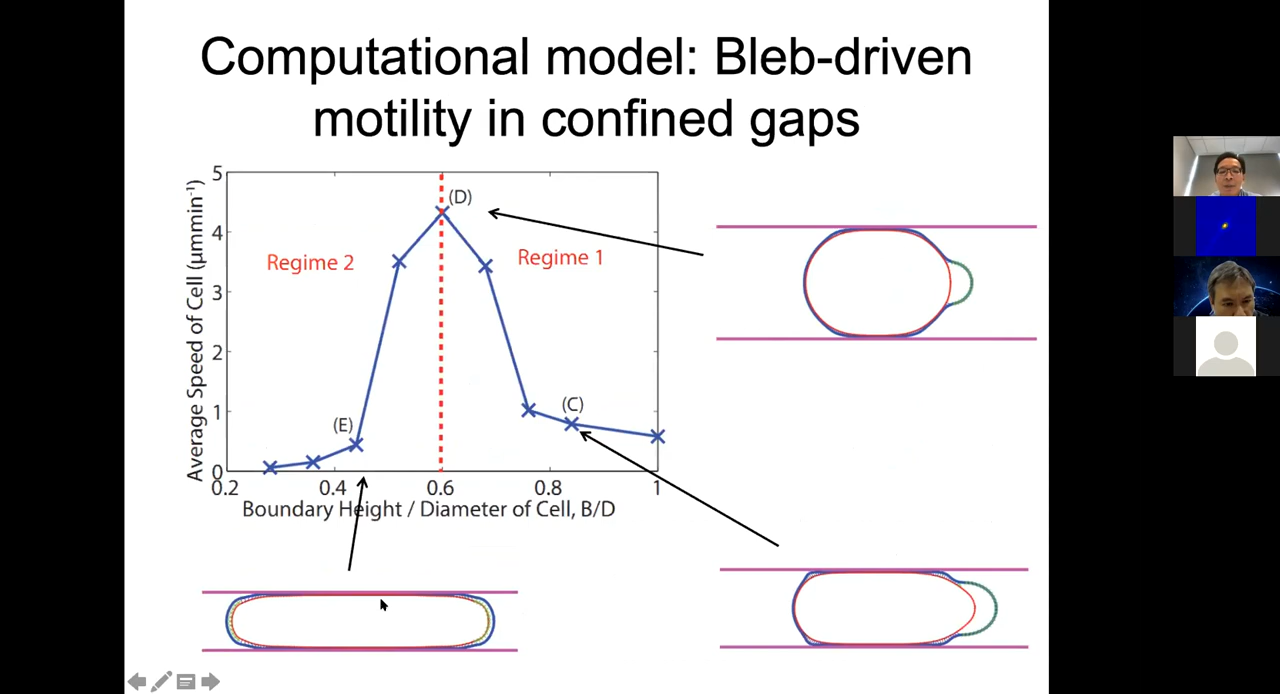 Computational model: Bleb-driven
motility in confined gaps
Average Speed of Cell (μmmin⁻¹)
5
4
3
2
1
0
(D)
Regime 2
Regime 1
(C)
(E)
0.2
0.4
0.6
0.8
1
Boundary Height / Diameter of Cell, B/D